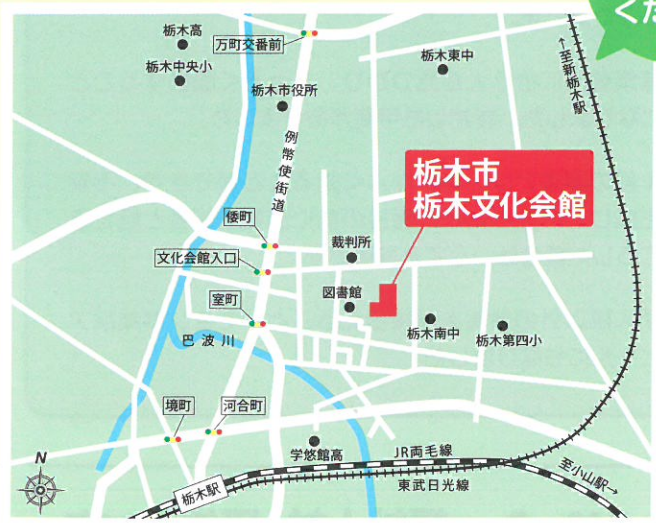 くだ
栃木高
万町交番前
栃木中央小
栃木東中
←至新栃木駅
栃木市役所
例幣使街道
栃木市
栃木文化会館
倭町
裁判所
文化会館入口
図書館
室町
栃木南中
栃木第四小
巴波川
境町
河合町
学悠館高
JR両毛線
N
栃木駅
東武日光線
至小山駅→